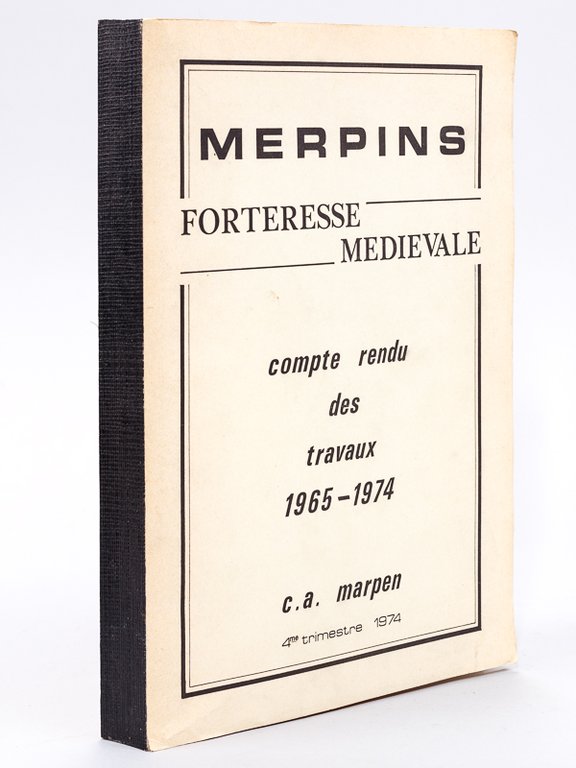 MERPINS
FORTERESSE
MEDIEVALE
compte rendu
des
travaux
1965-1974
c.a. marpen
4me trimestre 1974